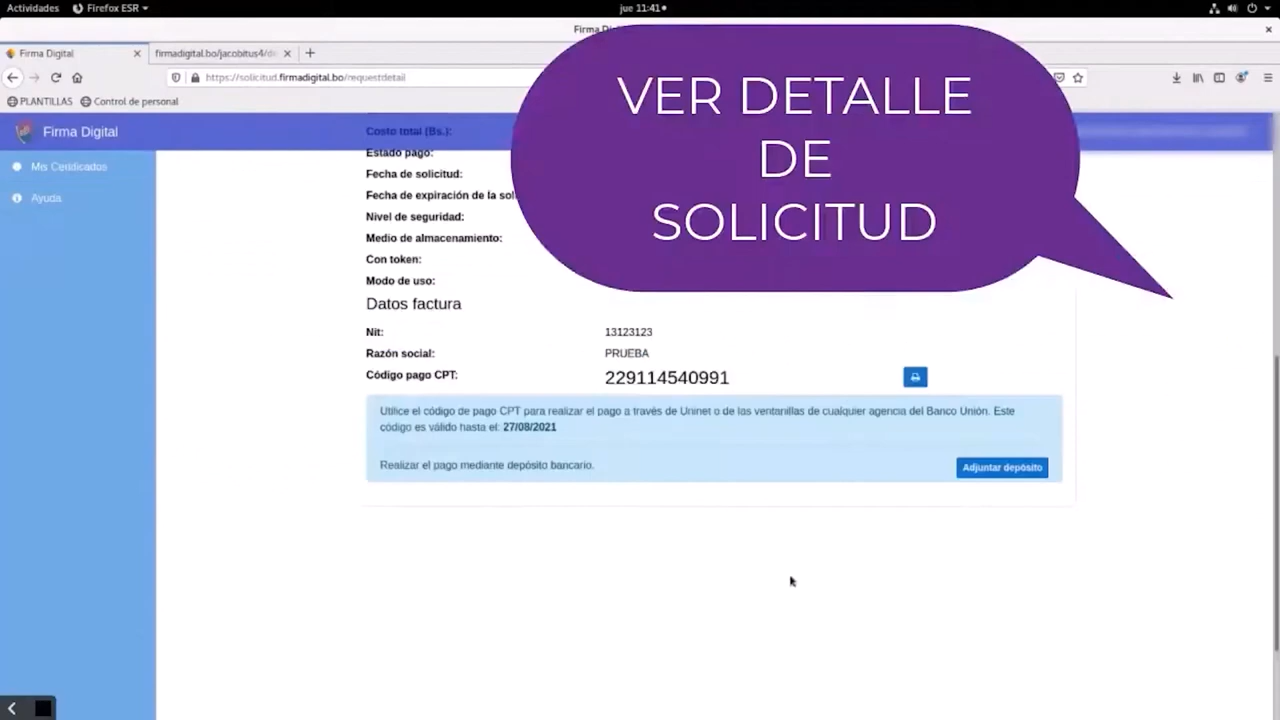 Actividades Firefox ESR jue 11:41
Firma Digital firmadigital.bo/jacobitus4/
https://solicitud.firmadigital.bo/requestdetail
PLANTILLAS Control de personal
VER DETALLE
DE
SOLICITUD
Firma Digital
Mis Certificados
Ayuda
Costo total (Bs.):
Estado pago:
Fecha de solicitud:
Fecha de expiración de la
Nivel de seguridad:
Medio de almacenamiento:
Con token:
Modo de uso:
Datos factura
Nit: 13123123
Razón social: PRUEBA
Código pago CPT: 229114540991
Utilice el código de pago CPT para realizar el pago a través de Uninet o de las ventanillas de cualquier agencia del Banco Unión. Este
código es válido hasta el: 27/08/2021
Realizar el pago mediante depósito bancario. Adjuntar depósito